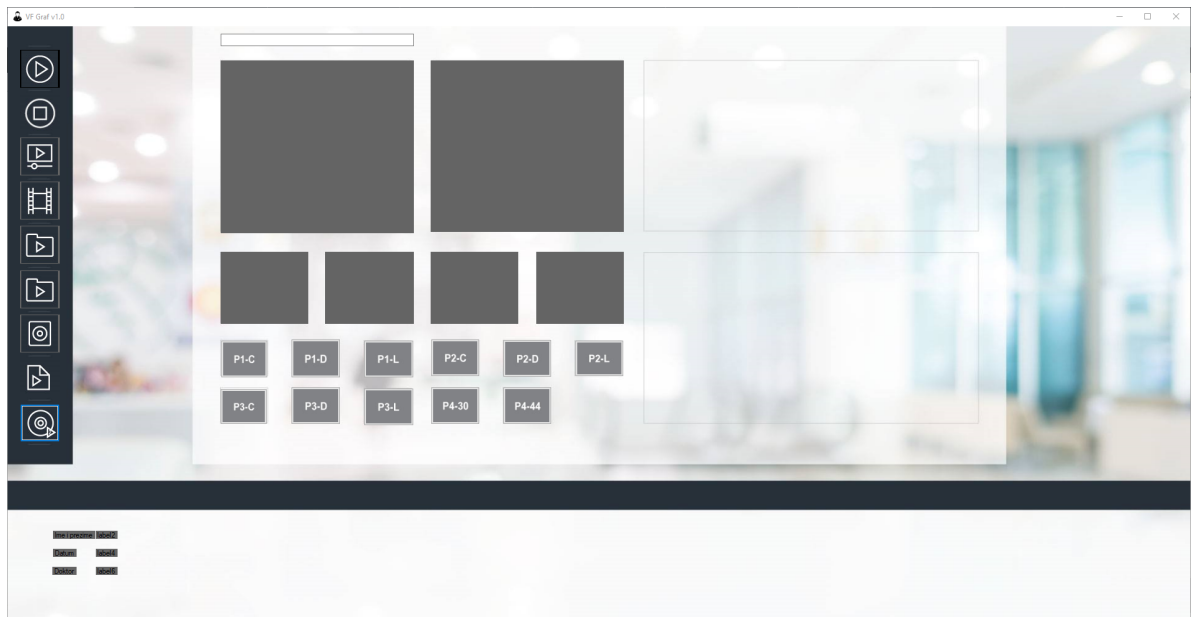 VF Graf v1.0
P1-C P1-D P1-L P2-C P2-D P2-L
P3-C P3-D P3-L P4-30 P4-44
Ime i prezime label2
Datum label4
Doktor label6